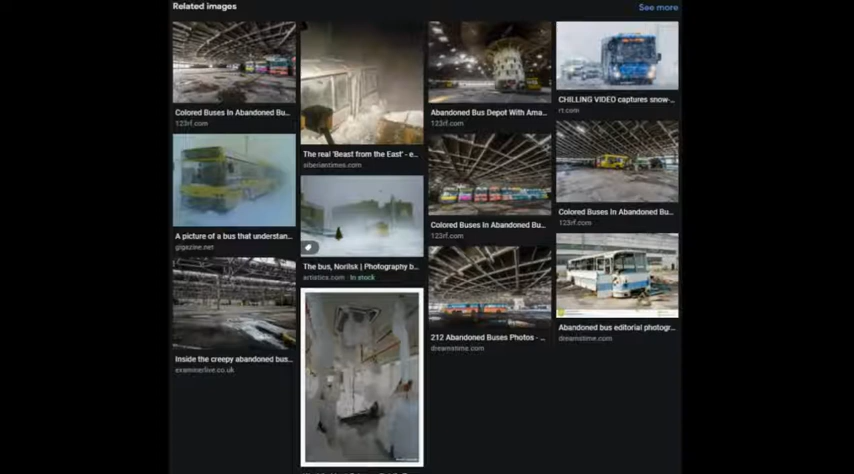 Related images
See more
Colored Buses In Abandoned Bu...
123rf.com
A picture of a bus that understan...
gigazine.net
Inside the creepy abandoned bus...
examinerlive.co.uk
The real 'Beast from the East' - e...
siberiantimes.com
The bus, Norilsk | Photography b...
artistics.com · In stock
Abandoned Bus Depot With Ama...
123rf.com
Colored Buses In Abandoned Bu...
123rf.com
212 Abandoned Buses Photos - ...
dreamstime.com
CHILLING VIDEO captures snow-...
rt.com
Colored Buses In Abandoned Bu...
123rf.com
Abandoned bus editorial photogr...
dreamstime.com